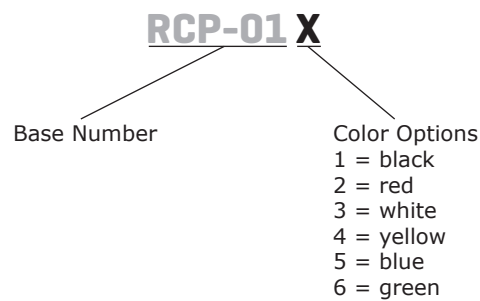 RCP-01 X
Base Number
Color Options
1 = black
2 = red
3 = white
4 = yellow
5 = blue
6 = green